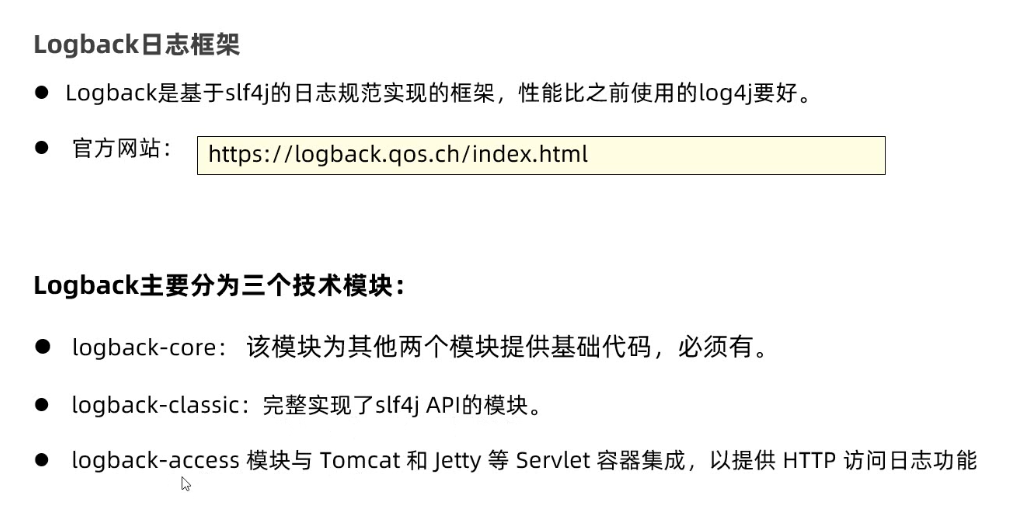 Logback日志框架
● Logback是基于slf4j的日志规范实现的框架，性能比之前使用的log4j要好。
● 官方网站： https://logback.qos.ch/index.html
Logback主要分为三个技术模块：
● logback-core： 该模块为其他两个模块提供基础代码，必须有。
● logback-classic：完整实现了slf4j API的模块。
● logback-access 模块与 Tomcat 和 Jetty 等 Servlet 容器集成，以提供 HTTP 访问日志功能